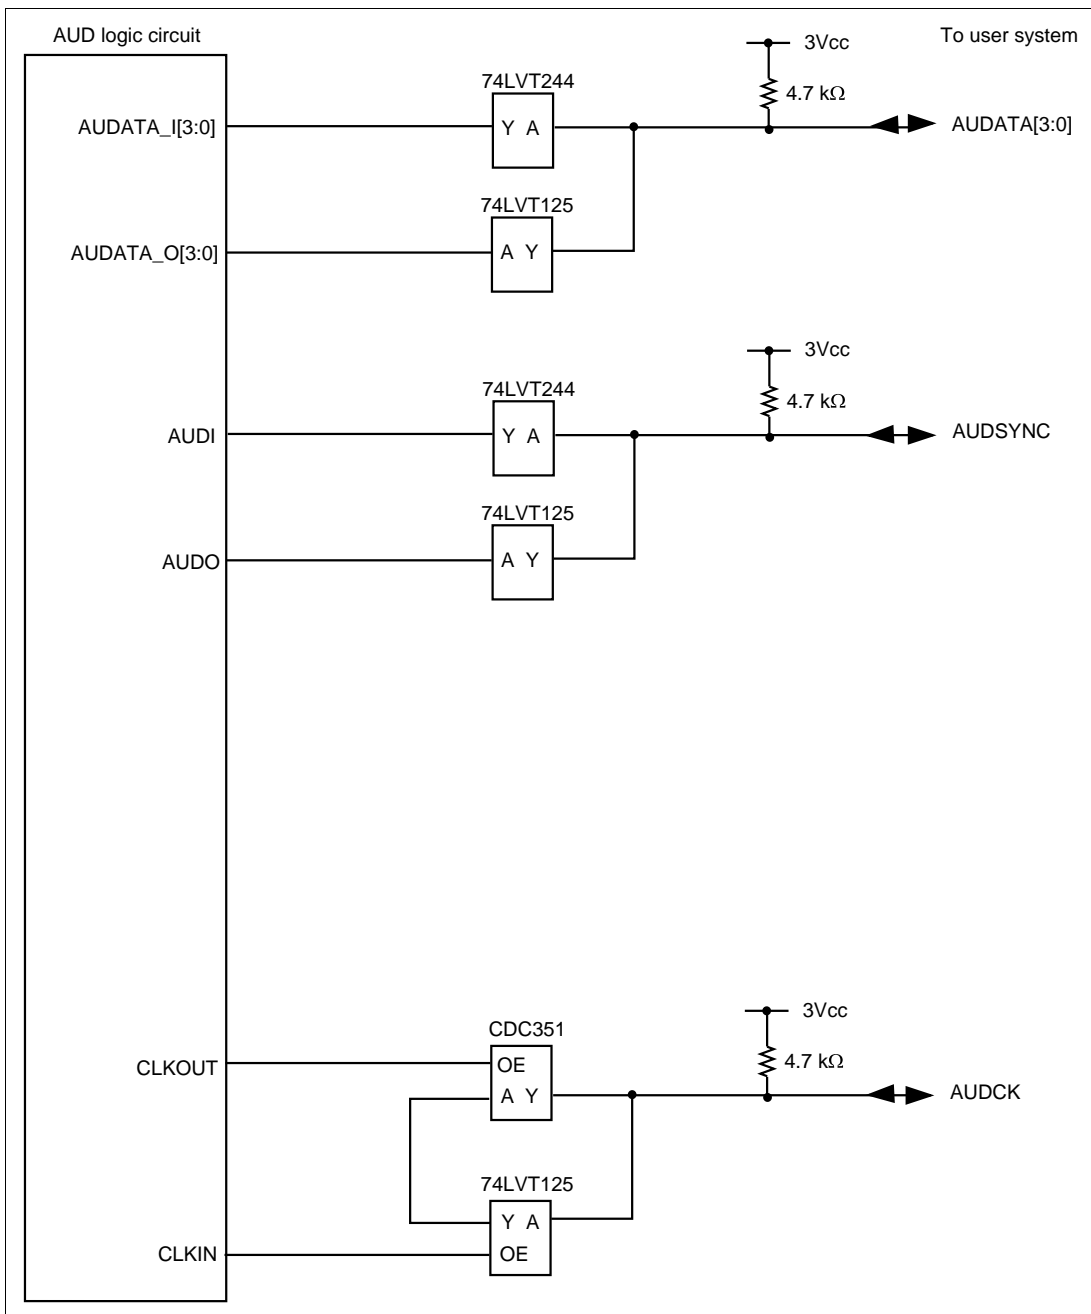 AUD logic circuit
To user system
3Vcc
4.7 kΩ
74LVT244
AUDATA_I[3:0]
Y A
AUDATA[3:0]
74LVT125
AUDATA_O[3:0]
A Y
3Vcc
4.7 kΩ
74LVT244
AUDI
Y A
AUDSYNC
74LVT125
AUDO
A Y
3Vcc
CDC351
4.7 kΩ
CLKOUT
OE
A Y
AUDCK
74LVT125
Y A
CLKIN
OE